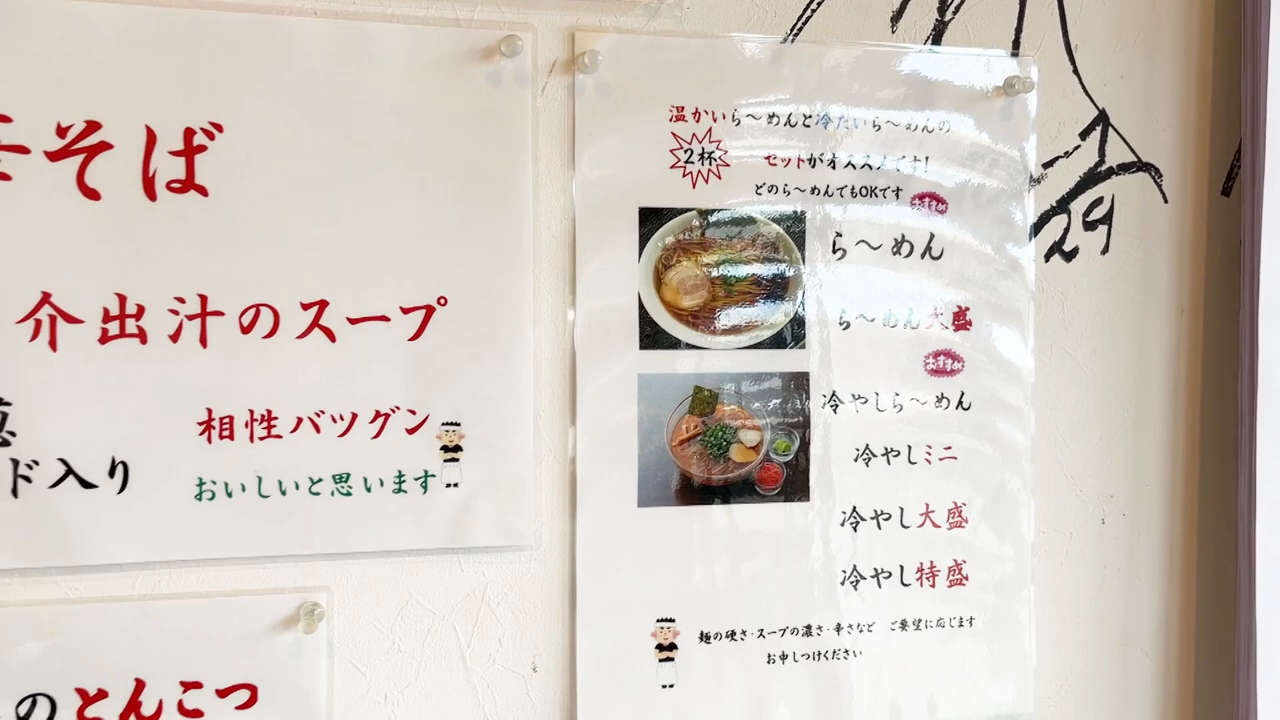 そば
介出汁のスープ
相性バツグン
ド入り
おいしいと思います
のとんこつ
温かいら～めんと冷たいら～めんの
2杯
セットがオススメです!
どのら～めんでもOKです
おすすめ
ら～めん
ら～めん大盛
おすすめ
冷やしら～めん
冷やしミニ
冷やし大盛
冷やし特盛
麺の硬さ・スープの濃さ・辛さなど ご要望に応じます
お申しつけください
29